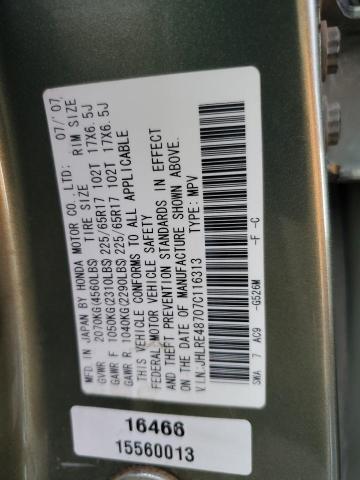 MFD. IN JAPAN BY HONDA MOTOR CO., LTD. 07/'07
TIRE SIZE RIM SIZE
GVWR 2070KG(4560LBS)
GAWR F 1050KG(2310LBS) 225/65R17 102T 17X6.5J
GAWR R 1040KG(2290LBS) 225/65R17 102T 17X6.5J
THIS VEHICLE CONFORMS TO ALL APPLICABLE
FEDERAL MOTOR VEHICLE SAFETY
AND THEFT PREVENTION STANDARDS IN EFFECT
ON THE DATE OF MANUFACTURE SHOWN ABOVE.
V.I.N.:JHLRE48707C116313 TYPE: MPV
SWA 7 AC9 -G526M -F -C
16466
15560013